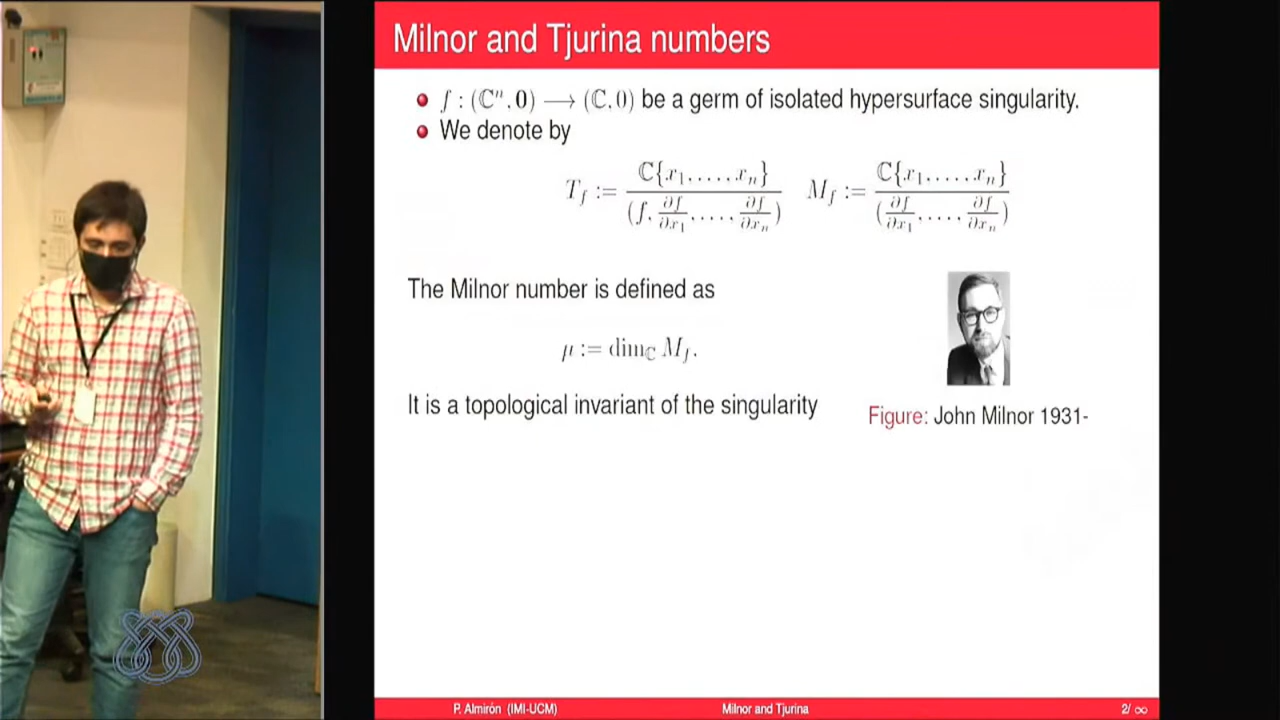 Milnor and Tjurina numbers
f : (ℂⁿ, 0) ⟶ (ℂ, 0) be a germ of isolated hypersurface singularity.
We denote by
T_f := ℂ{x₁, . . . , xₙ} / (f, ∂f/∂x₁, . . . , ∂f/∂xₙ)   M_f := ℂ{x₁, . . . , xₙ} / (∂f/∂x₁, . . . , ∂f/∂xₙ)
The Milnor number is defined as
μ := dim_ℂ M_f.
It is a topological invariant of the singularity
Figure: John Milnor 1931-
P. Almirón (IMI-UCM) Milnor and Tjurina 2/ ∞